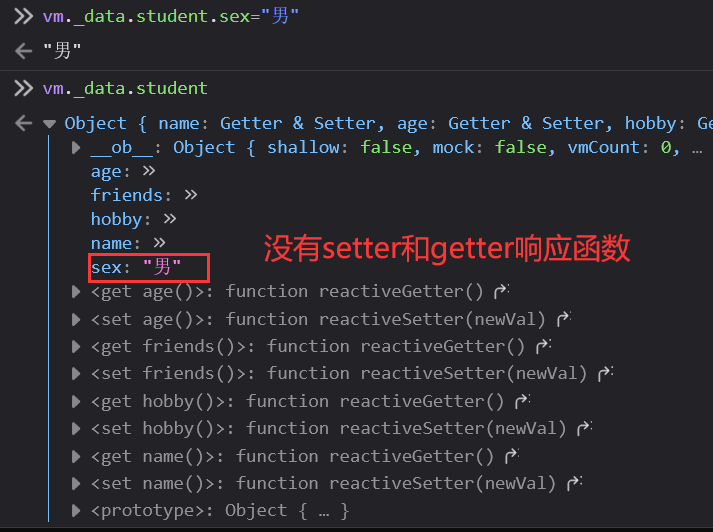 vm._data.student.sex="男"
"男"
vm._data.student
Object { name: Getter & Setter, age: Getter & Setter, hobby: Ge
__ob__: Object { shallow: false, mock: false, vmCount: 0, …
age: »
friends: »
hobby: »
name: »
sex: "男"
没有setter和getter响应函数
<get age()>: function reactiveGetter()
<set age()>: function reactiveSetter(newVal)
<get friends()>: function reactiveGetter()
<set friends()>: function reactiveSetter(newVal)
<get hobby()>: function reactiveGetter()
<set hobby()>: function reactiveSetter(newVal)
<get name()>: function reactiveGetter()
<set name()>: function reactiveSetter(newVal)
<prototype>: Object { … }